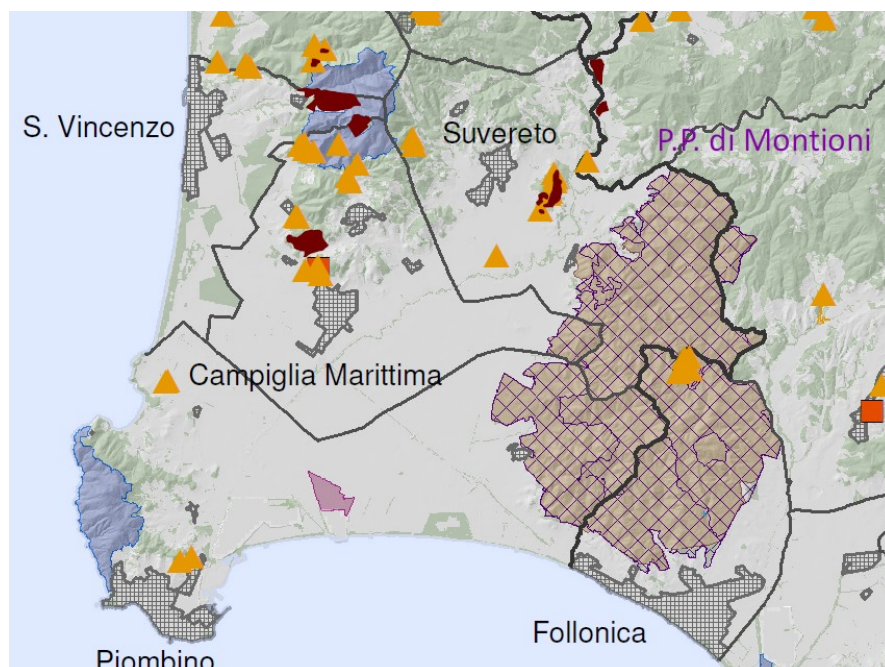 S. Vincenzo
Suvereto
P.P. di Montioni
Campiglia Marittima
Follonica
Piombino